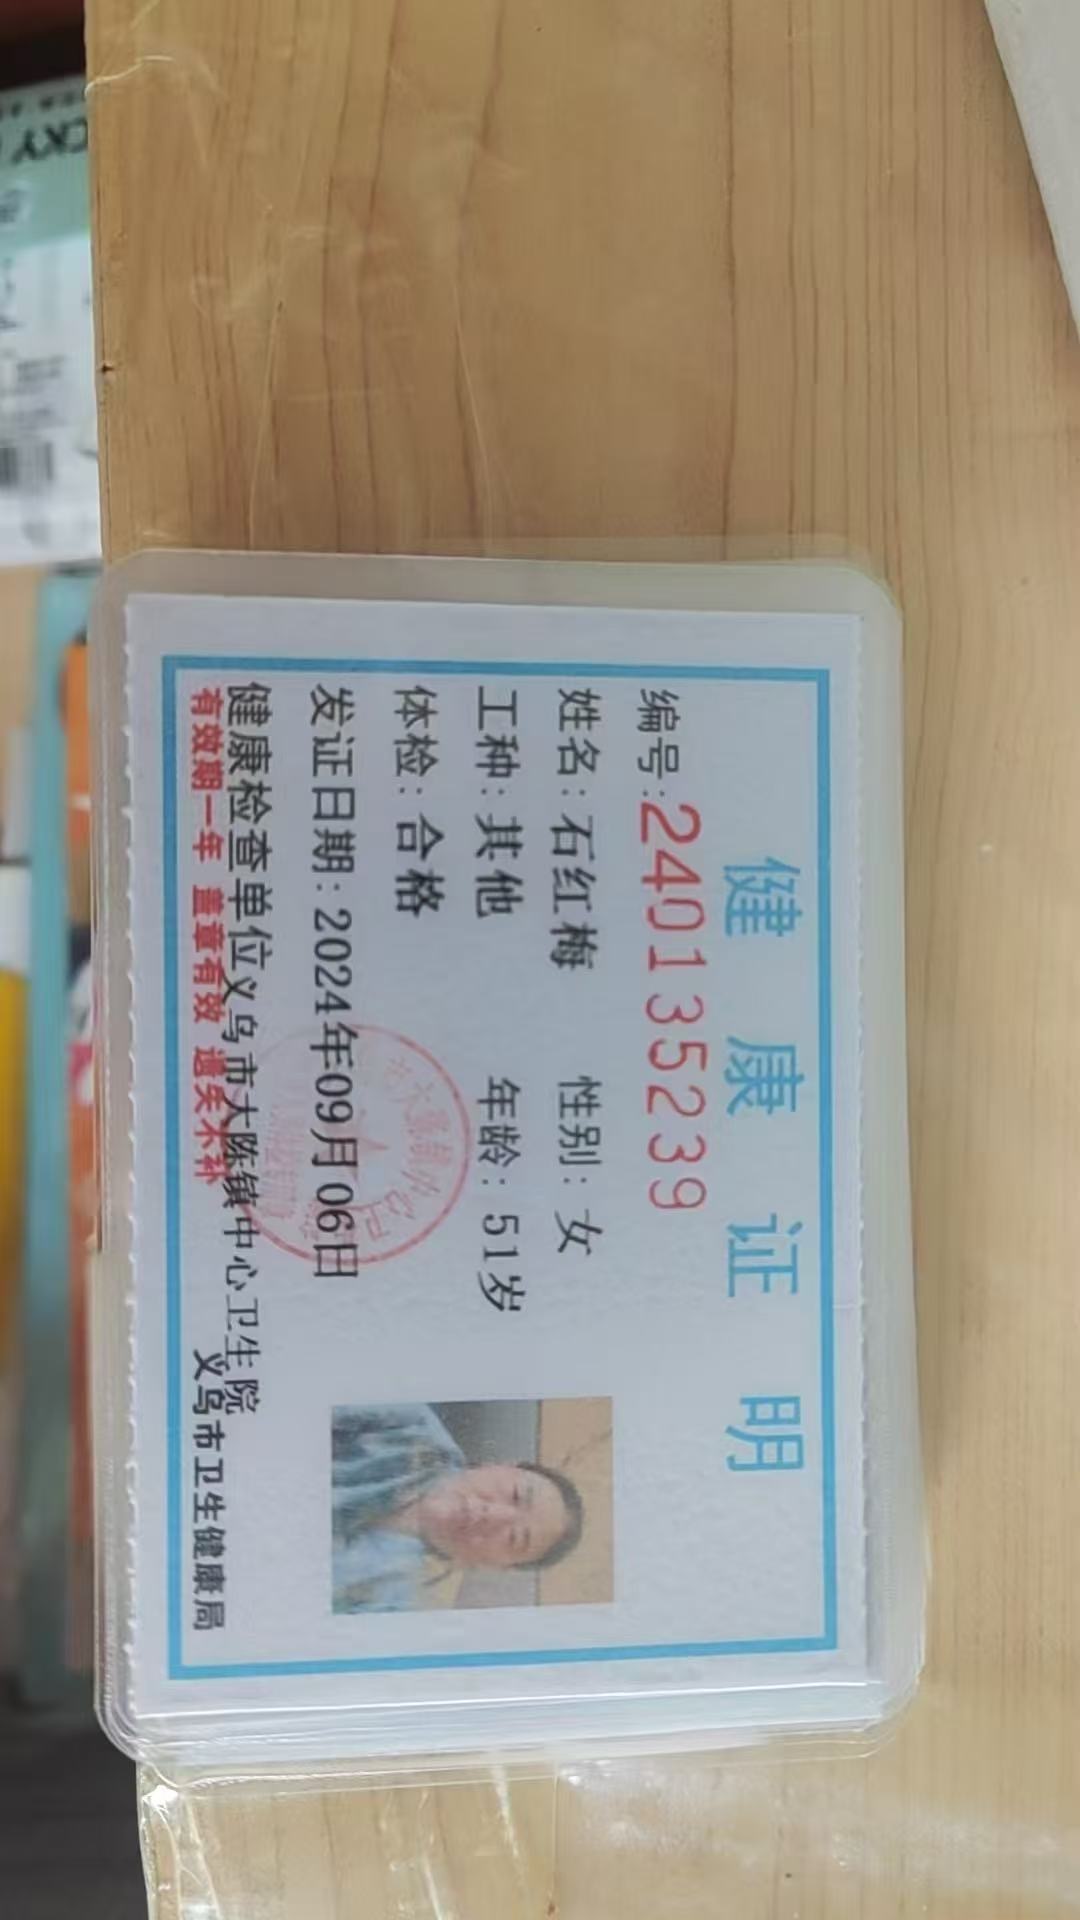 健康证明
编号:240135239
姓名:石红梅 性别:女
工种:其他 年龄:51岁
体检:合格
发证日期:2024年09月06日
健康检查单位义乌市大陈镇中心卫生院
有效期一年 盖章有效 遗失不补 义乌市卫生健康局
CKY